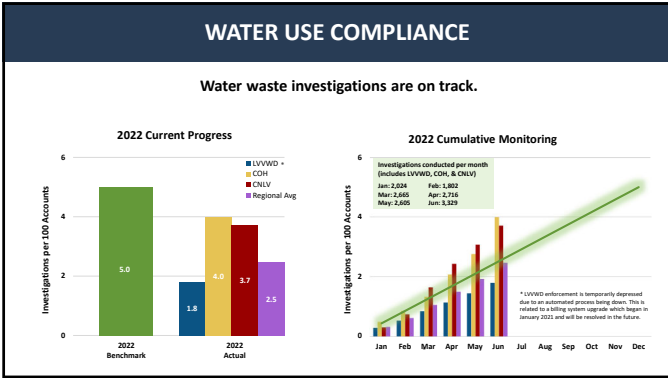 WATER USE COMPLIANCE
Water waste investigations are on track.
2022 Current Progress
Investigations per 100 Accounts
6
4
2
0
LVVWD *
COH
CNLV
Regional Avg
5.0
1.8
4.0
3.7
2.5
2022
Benchmark
2022
Actual
2022 Cumulative Monitoring
Investigations per 100 Accounts
6
4
2
0
Investigations conducted per month
(includes LVVWD, COH, & CNLV)
Jan: 2,024 Feb: 1,802
Mar: 2,665 Apr: 2,716
May: 2,605 Jun: 3,329
* LVVWD enforcement is temporarily depressed
due to an automated process being down. This is
related to a billing system upgrade which began in
January 2021 and will be resolved in the future.
Jan Feb Mar Apr May Jun Jul Aug Sep Oct Nov Dec